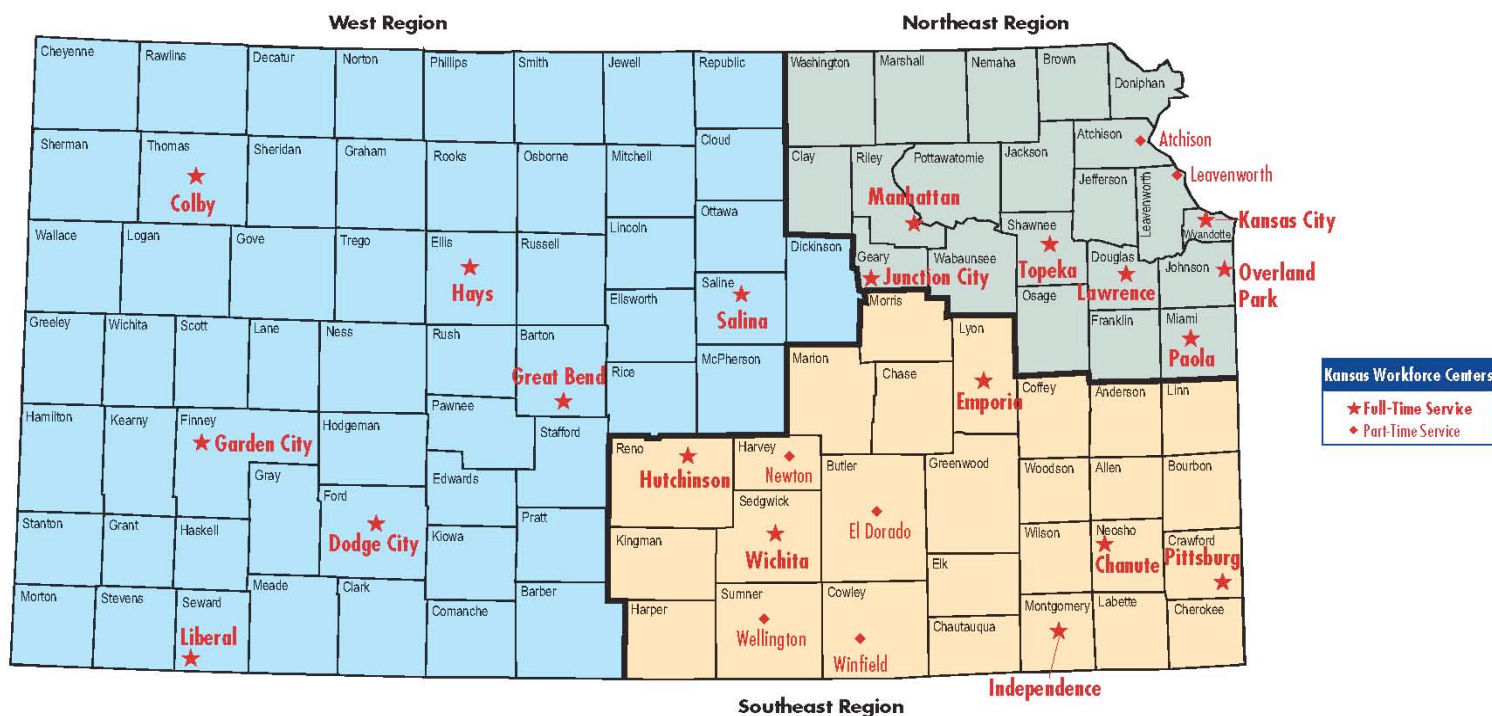 West Region
Northeast Region
Cheyenne
Rawlins
Decatur
Norton
Phillips
Smith
Jewell
Republic
Washington
Marshall
Nemaha
Brown
Doniphan
Sherman
Thomas
Colby
Sheridan
Graham
Rooks
Osborne
Mitchell
Cloud
Clay
Riley
Manhattan
Pottawatomie
Jackson
Atchison
Atchison
Jefferson
Leavenworth
Leavenworth
Wyandotte
Kansas City
Wallace
Logan
Gove
Trego
Ellis
Hays
Russell
Lincoln
Ottawa
Saline
Salina
Dickinson
Geary
Junction City
Wabaunsee
Shawnee
Topeka
Douglas
Lawrence
Johnson
Overland
Park
Ellsworth
Morris
Osage
Franklin
Miami
Paola
Greeley
Wichita
Scott
Lane
Ness
Rush
Barton
Great Bend
Rice
McPherson
Marion
Chase
Lyon
Emporia
Coffey
Anderson
Linn
Hamilton
Kearny
Finney
Garden City
Hodgeman
Pawnee
Stafford
Reno
Hutchinson
Harvey
Newton
Butler
El Dorado
Greenwood
Woodson
Allen
Bourbon
Gray
Ford
Dodge City
Edwards
Pratt
Kiowa
Sedgwick
Wichita
Kingman
Stanton
Grant
Haskell
Wilson
Neosho
Chanute
Crawford
Pittsburg
Elk
Morton
Stevens
Seward
Liberal
Meade
Clark
Comanche
Barber
Harper
Sumner
Wellington
Cowley
Winfield
Chautauqua
Montgomery
Independence
Labette
Cherokee
Southeast Region
Kansas Workforce Centers
Full-Time Service
Part-Time Service